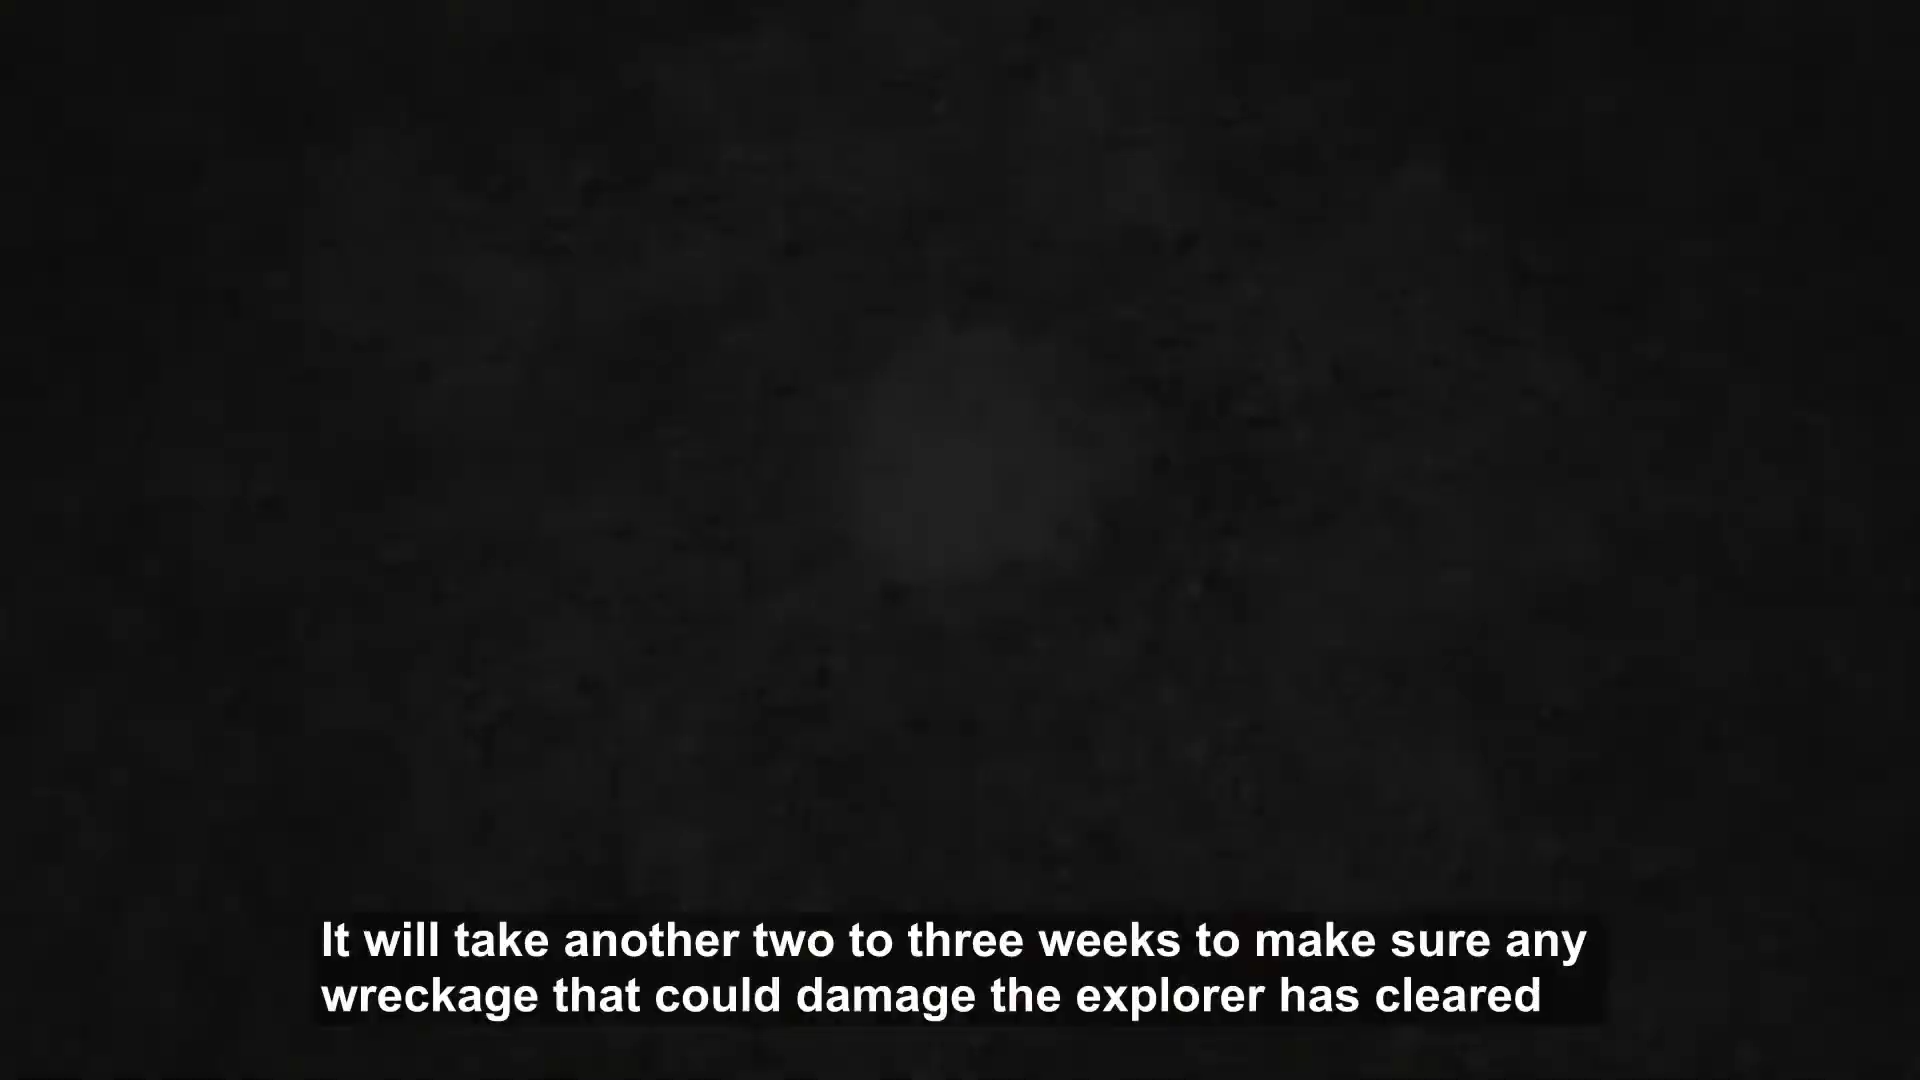 It will take another two to three weeks to make sure any
wreckage that could damage the explorer has cleared